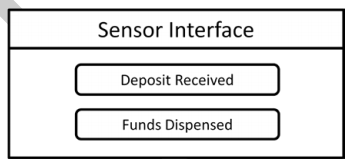 Sensor Interface
Deposit Received
Funds Dispensed